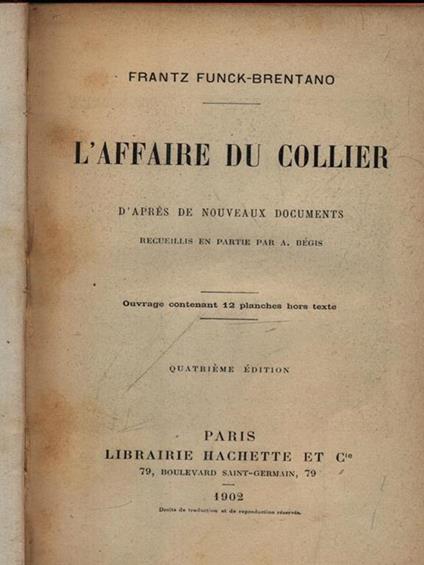 FRANTZ FUNCK-BRENTANO
L'AFFAIRE DU COLLIER
D'APRÈS DE NOUVEAUX DOCUMENTS
RECUEILLIS EN PARTIE PAR A. BÉGIS
Ouvrage contenant 12 planches hors texte
QUATRIÈME ÉDITION
PARIS
LIBRAIRIE HACHETTE ET Cie
79, BOULEVARD SAINT-GERMAIN, 79
1902
Droits de traduction et de reproduction réservés.